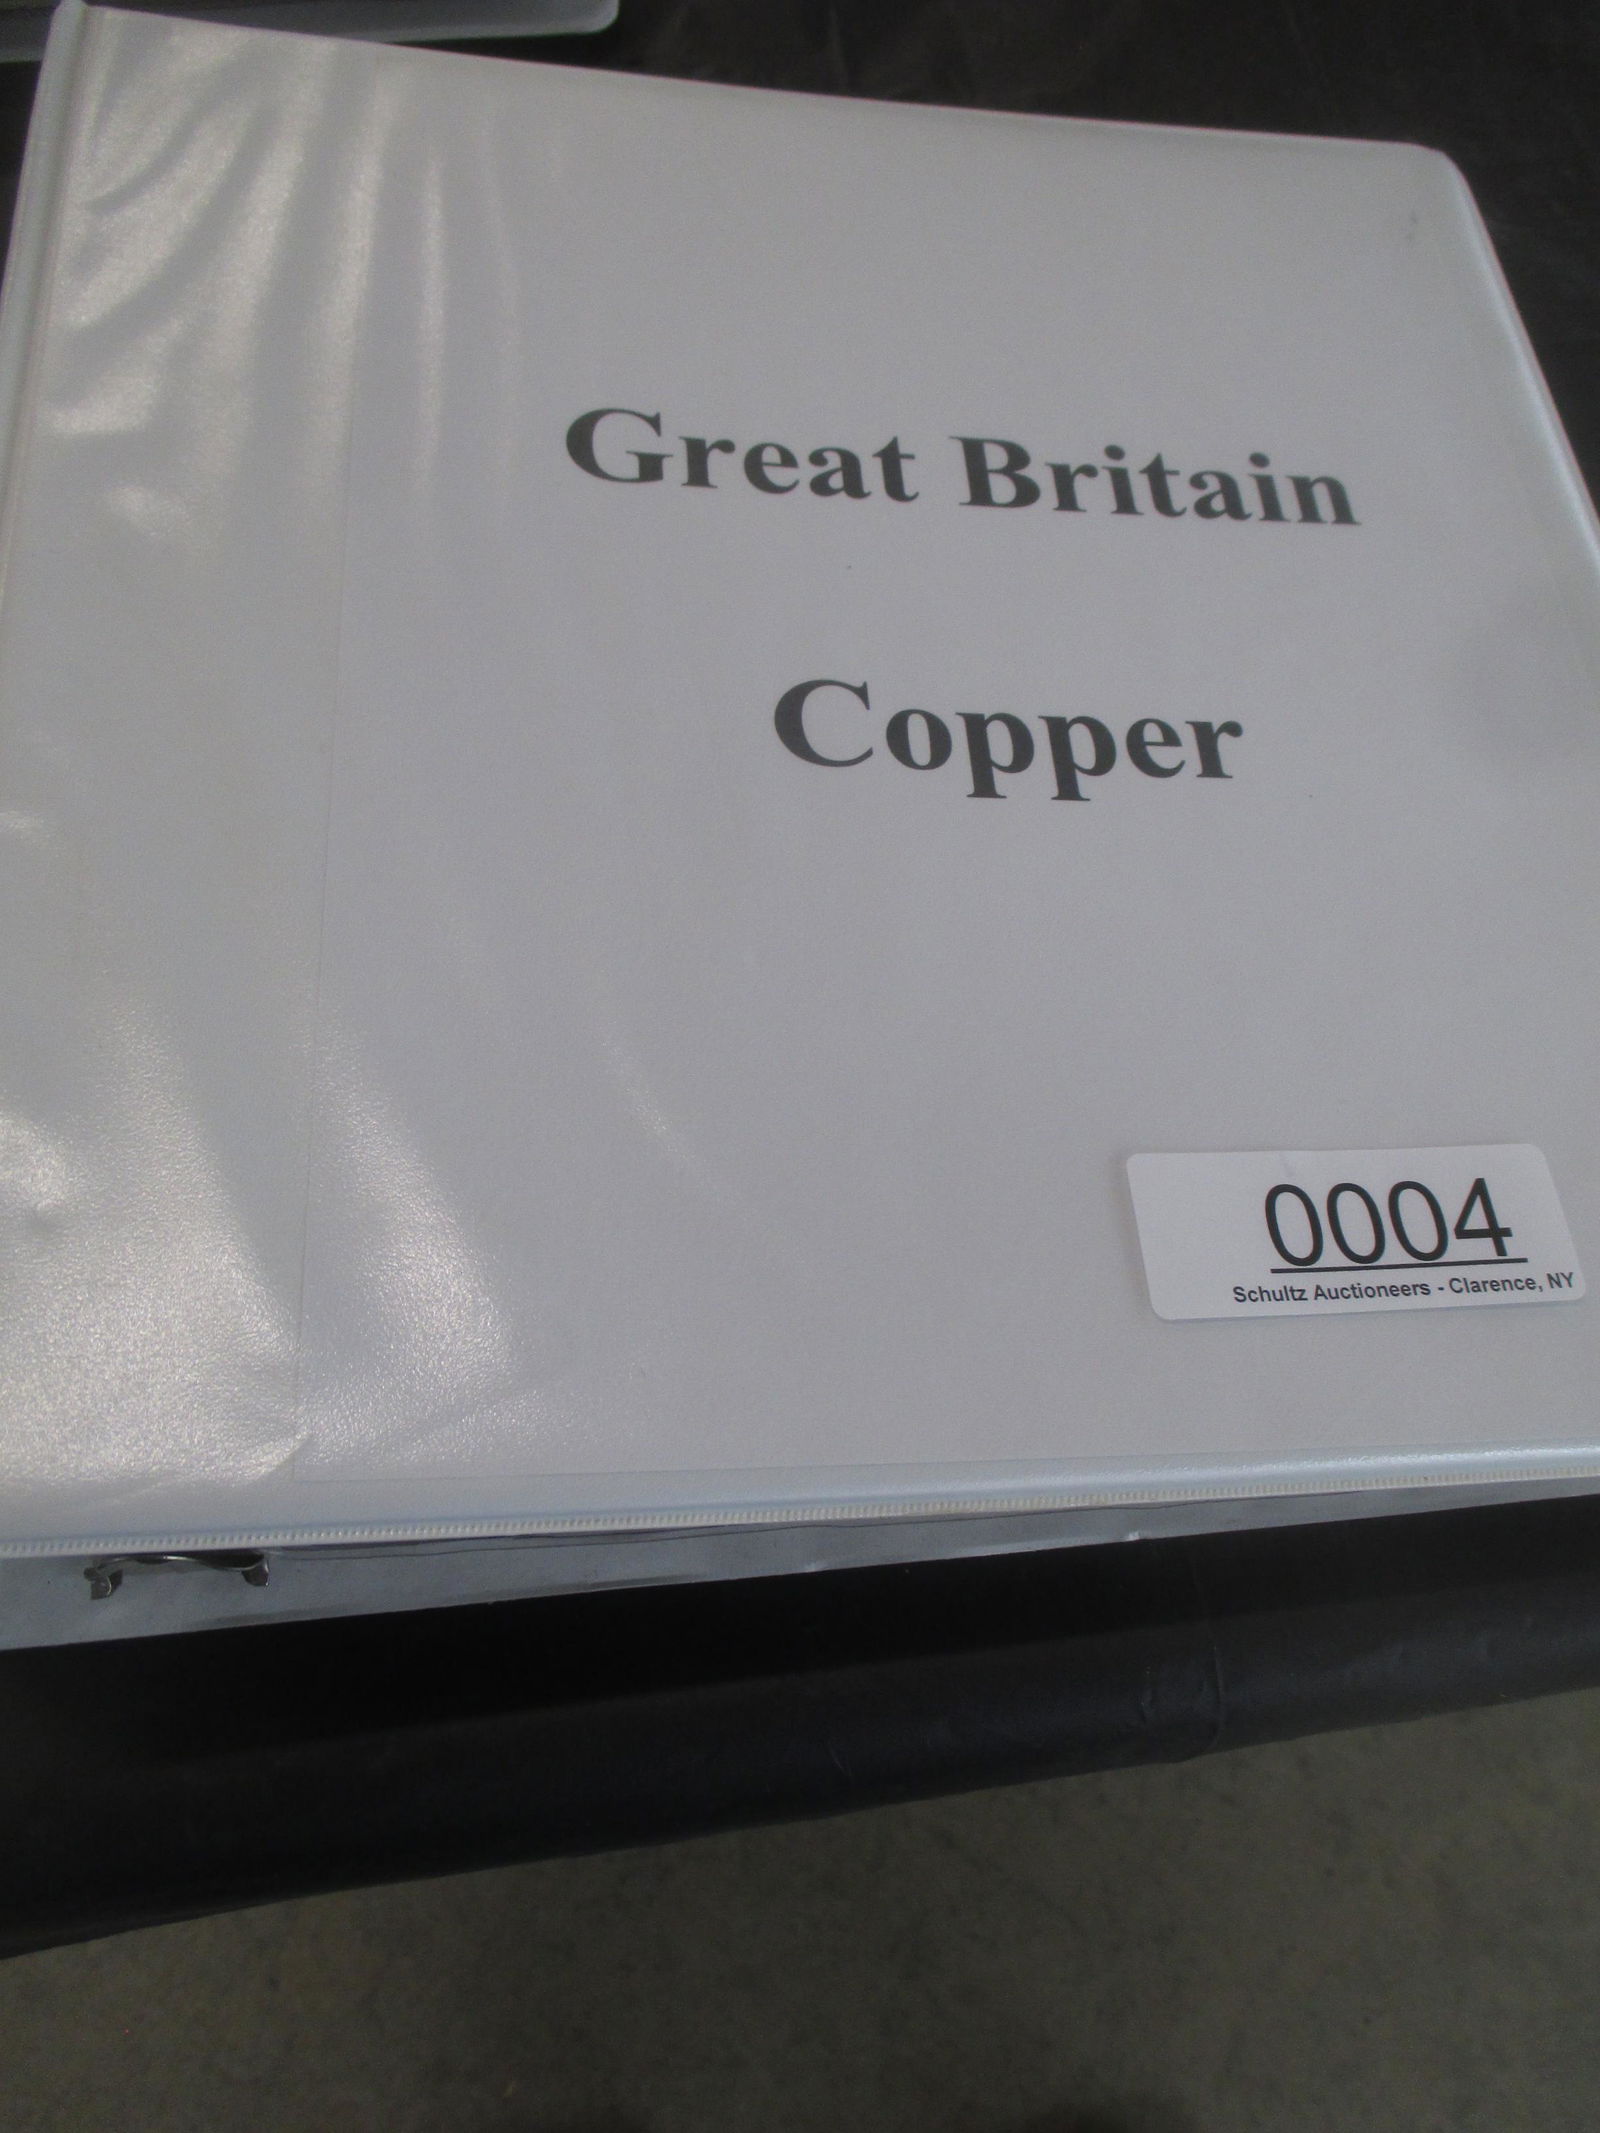 Great Britain
Copper
0004
Schultz Auctioneers - Clarence, NY